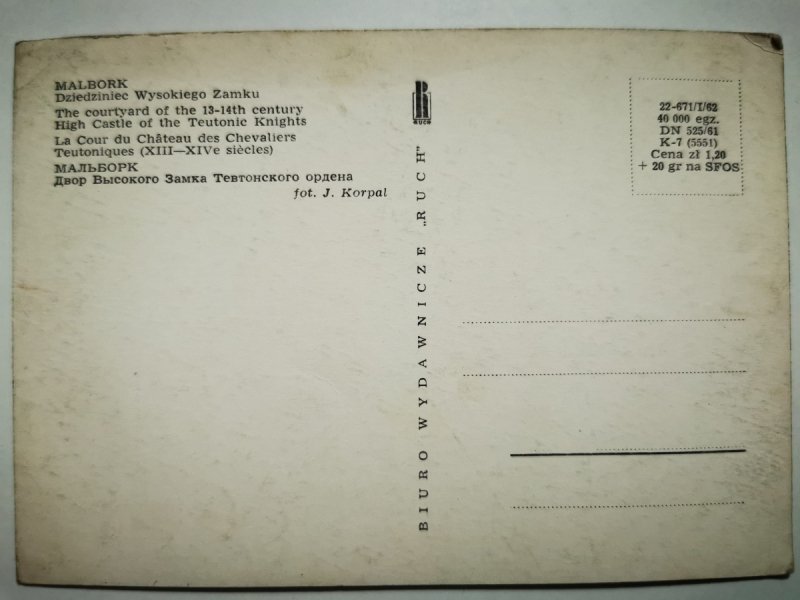 MALBORK
Dziedziniec Wysokiego Zamku
The courtyard of the 13-14th century
High Castle of the Teutonic Knights
La Cour du Château des Chevaliers
Teutoniques (XIII—XIVe siècles)
МАЛЬБОРК
Двор Высокого Замка Тевтонского ордена
fot. J. Korpal
RUCH
BIURO WYDAWNICZE „RUCH"
22-671/I/62
40 000 egz.
DN 525/61
K-7 (5551)
Cena zł 1,20
+ 20 gr na SFOS